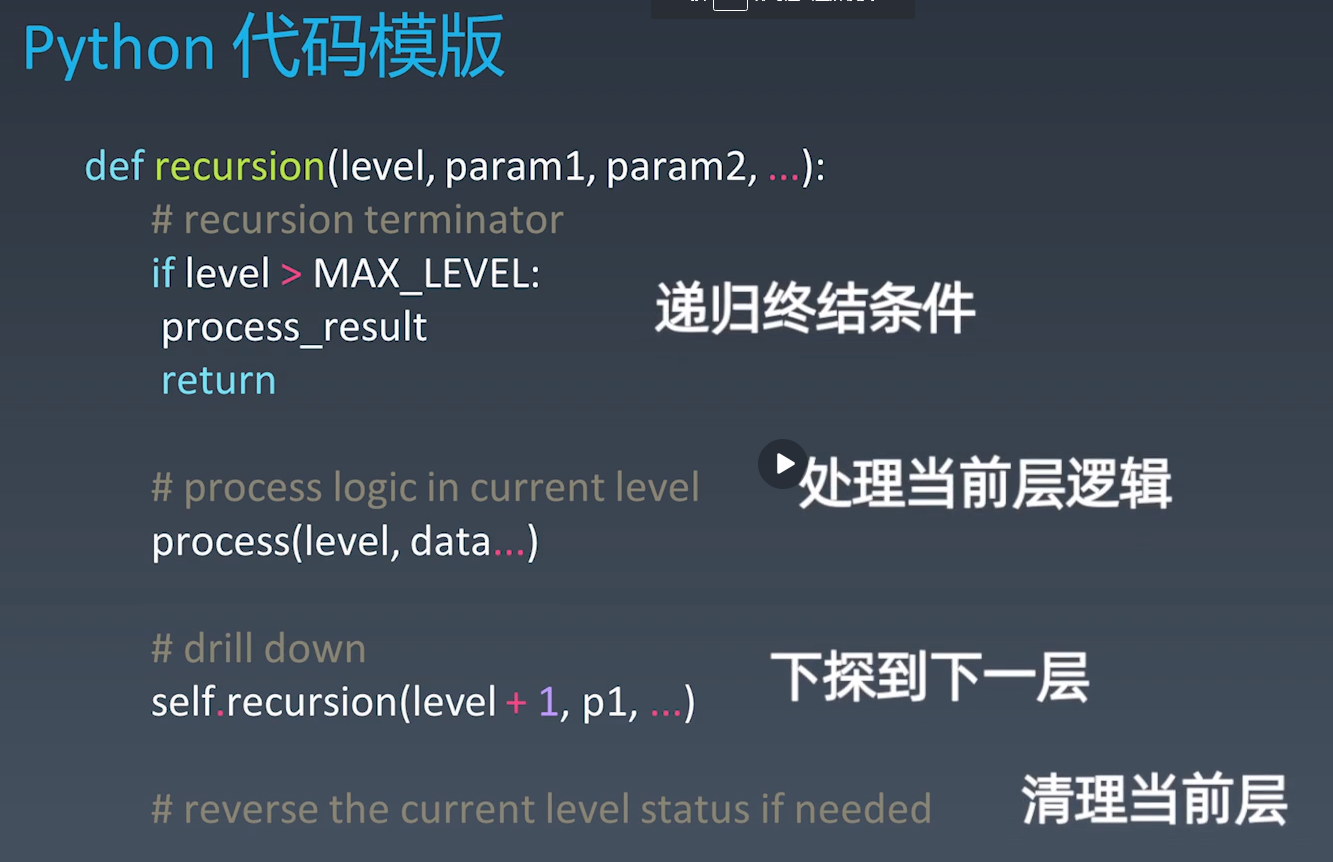 Python 代码模版
def recursion(level, param1, param2, ...):
# recursion terminator
if level > MAX_LEVEL:
process_result
return
递归终结条件
# process logic in current level
process(level, data...)
处理当前层逻辑
# drill down
self.recursion(level + 1, p1, ...)
下探到下一层
# reverse the current level status if needed
清理当前层